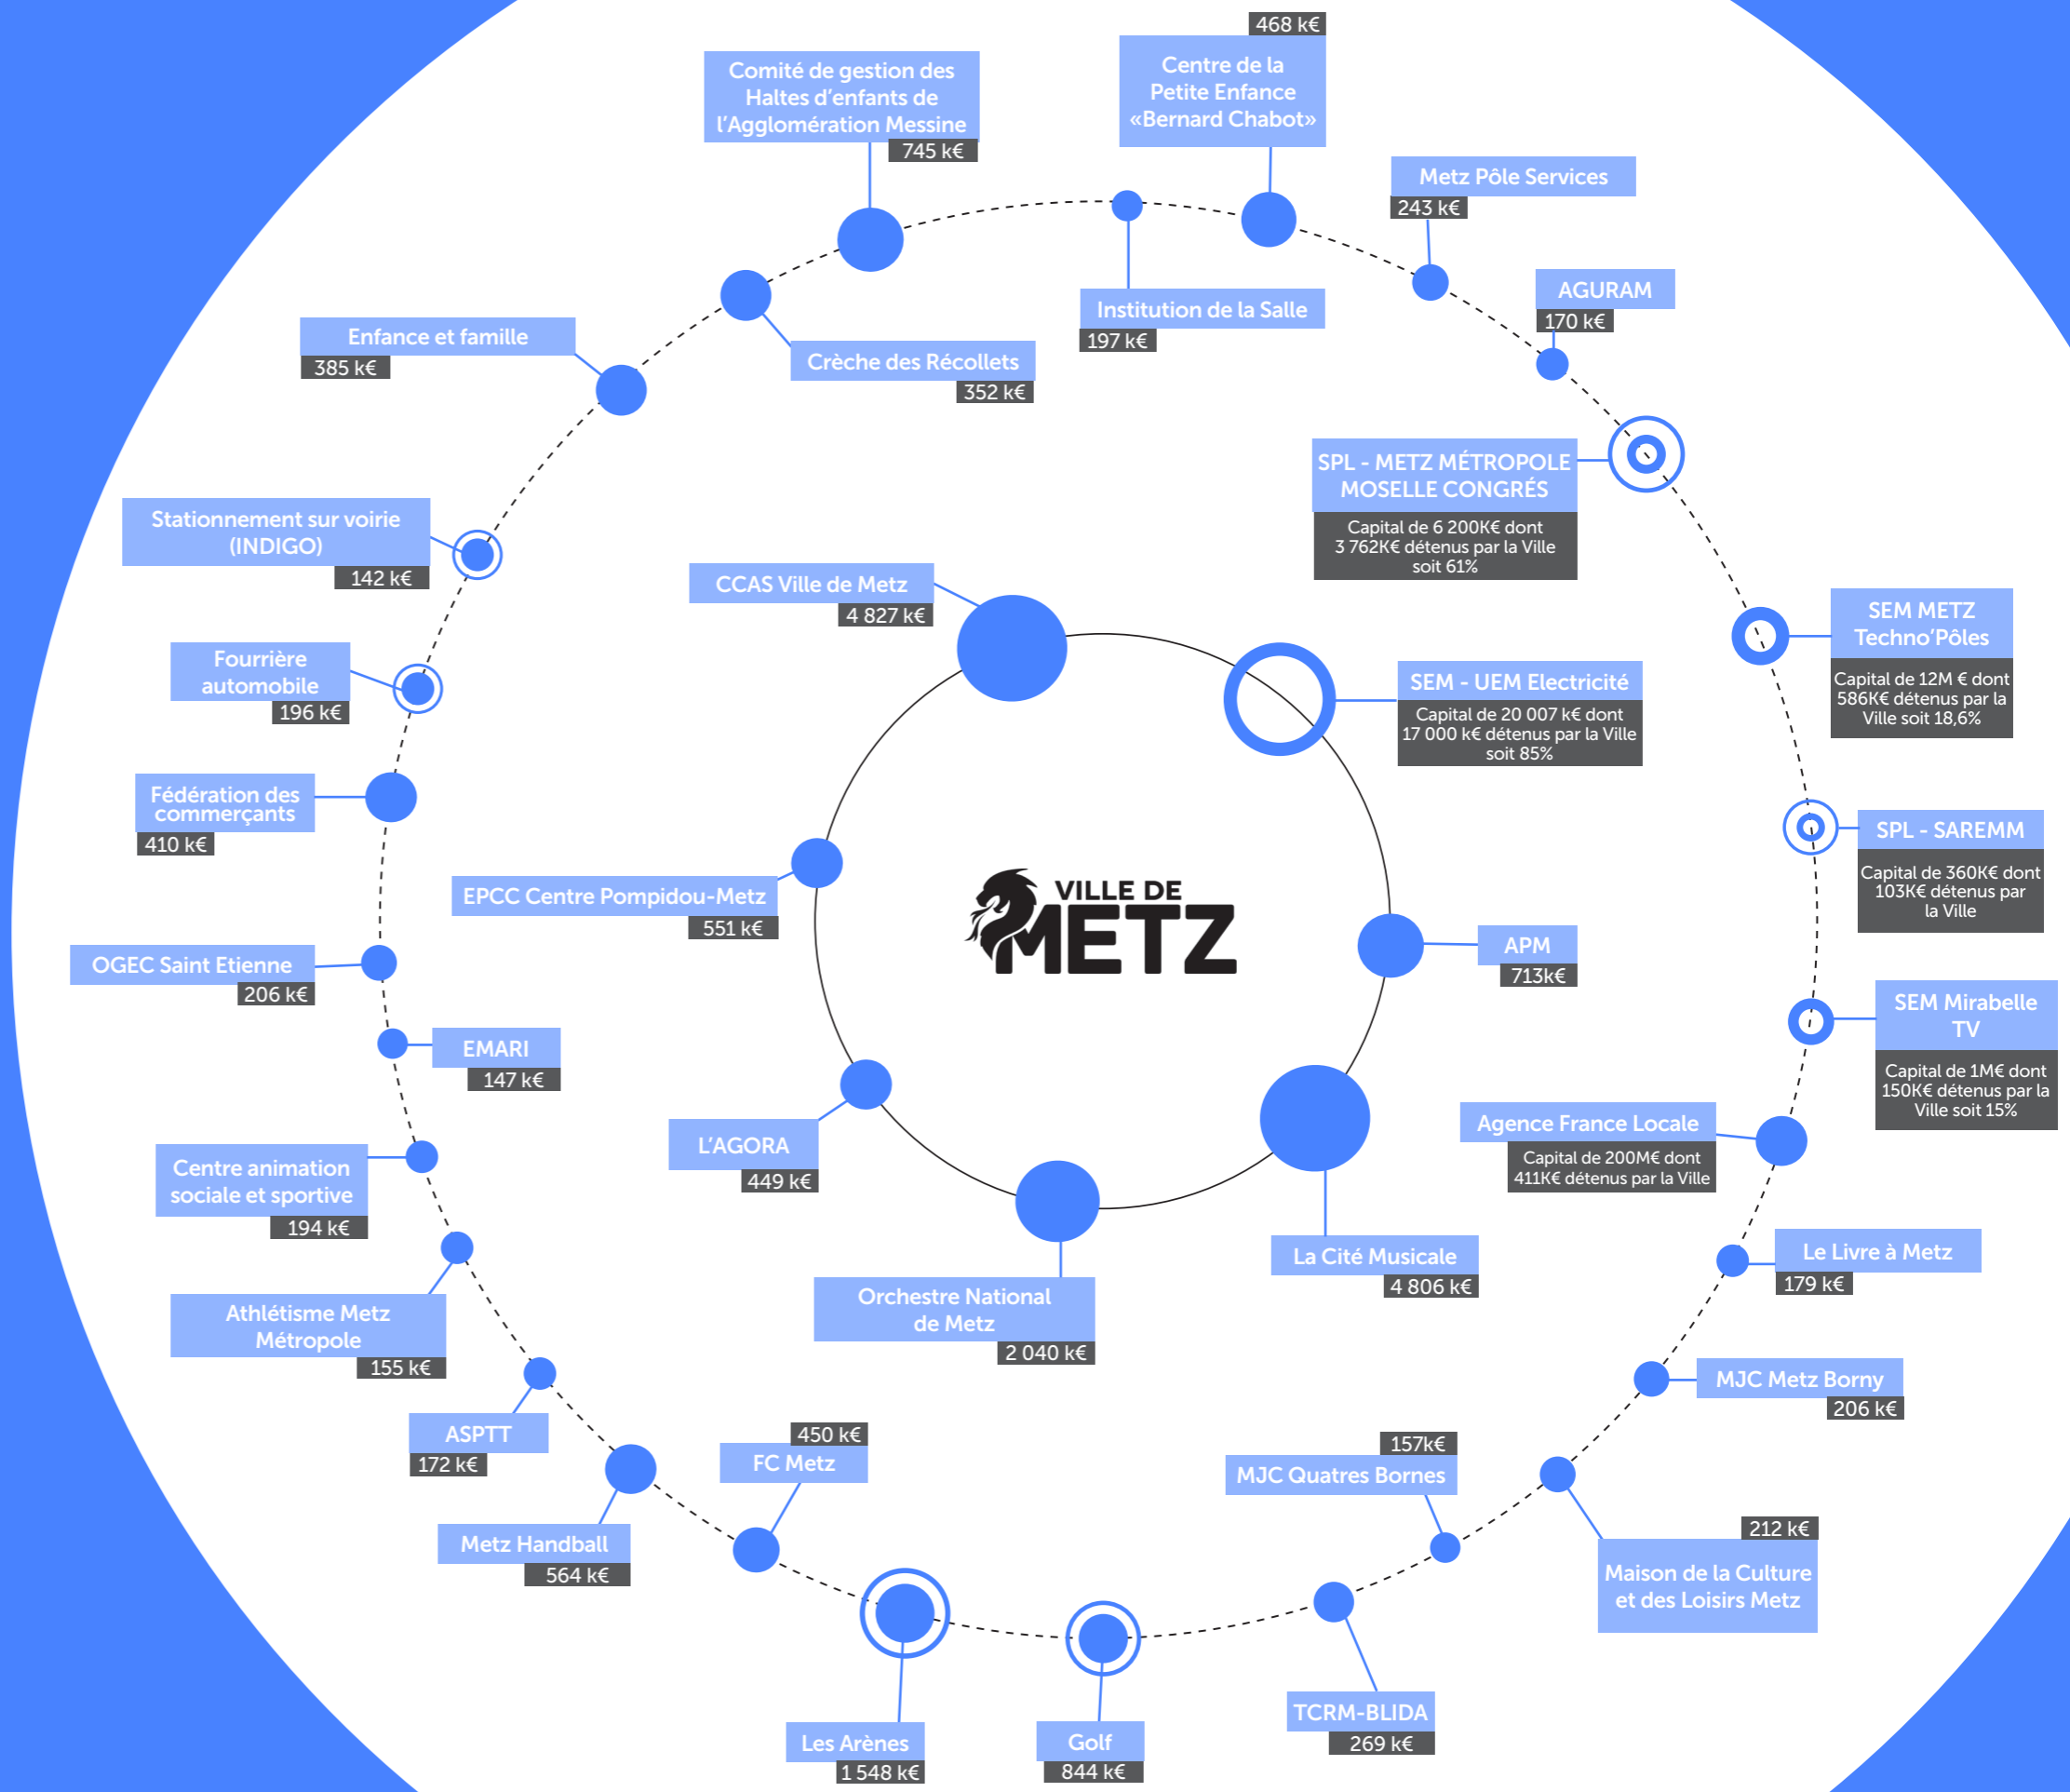 468 k€
Centre de la
Petite Enfance
«Bernard Chabot»
Comité de gestion des
Haltes d'enfants de
l'Agglomération Messine
745 k€
Metz Pôle Services
243 k€
AGURAM
170 k€
Institution de la Salle
197 k€
Enfance et famille
385 k€
Crèche des Récollets
352 k€
SPL - METZ MÉTROPOLE
MOSELLE CONGRÉS
Capital de 6 200K€ dont
3 762K€ détenus par la Ville
soit 61%
Stationnement sur voirie
(INDIGO)
142 k€
CCAS Ville de Metz
4 827 k€
SEM METZ
Techno'Pôles
Capital de 12M € dont
586K€ détenus par la
Ville soit 18,6%
Fourrière
automobile
196 k€
SEM - UEM Electricité
Capital de 20 007 k€ dont
17 000 k€ détenus par la Ville
soit 85%
Fédération des
commerçants
410 k€
SPL - SAREMM
Capital de 360K€ dont
103K€ détenus par
la Ville
EPCC Centre Pompidou-Metz
551 k€
VILLE DE
METZ
APM
713k€
OGEC Saint Etienne
206 k€
SEM Mirabelle
TV
Capital de 1M€ dont
150K€ détenus par la
Ville soit 15%
EMARI
147 k€
L'AGORA
449 k€
Agence France Locale
Capital de 200M€ dont
411K€ détenus par la Ville
Centre animation
sociale et sportive
194 k€
La Cité Musicale
4 806 k€
Le Livre à Metz
179 k€
Orchestre National
de Metz
2 040 k€
Athlétisme Metz
Métropole
155 k€
MJC Metz Borny
206 k€
ASPTT
172 k€
450 k€
FC Metz
157k€
MJC Quatres Bornes
Metz Handball
564 k€
212 k€
Maison de la Culture
et des Loisirs Metz
TCRM-BLIDA
269 k€
Les Arènes
1 548 k€
Golf
844 k€